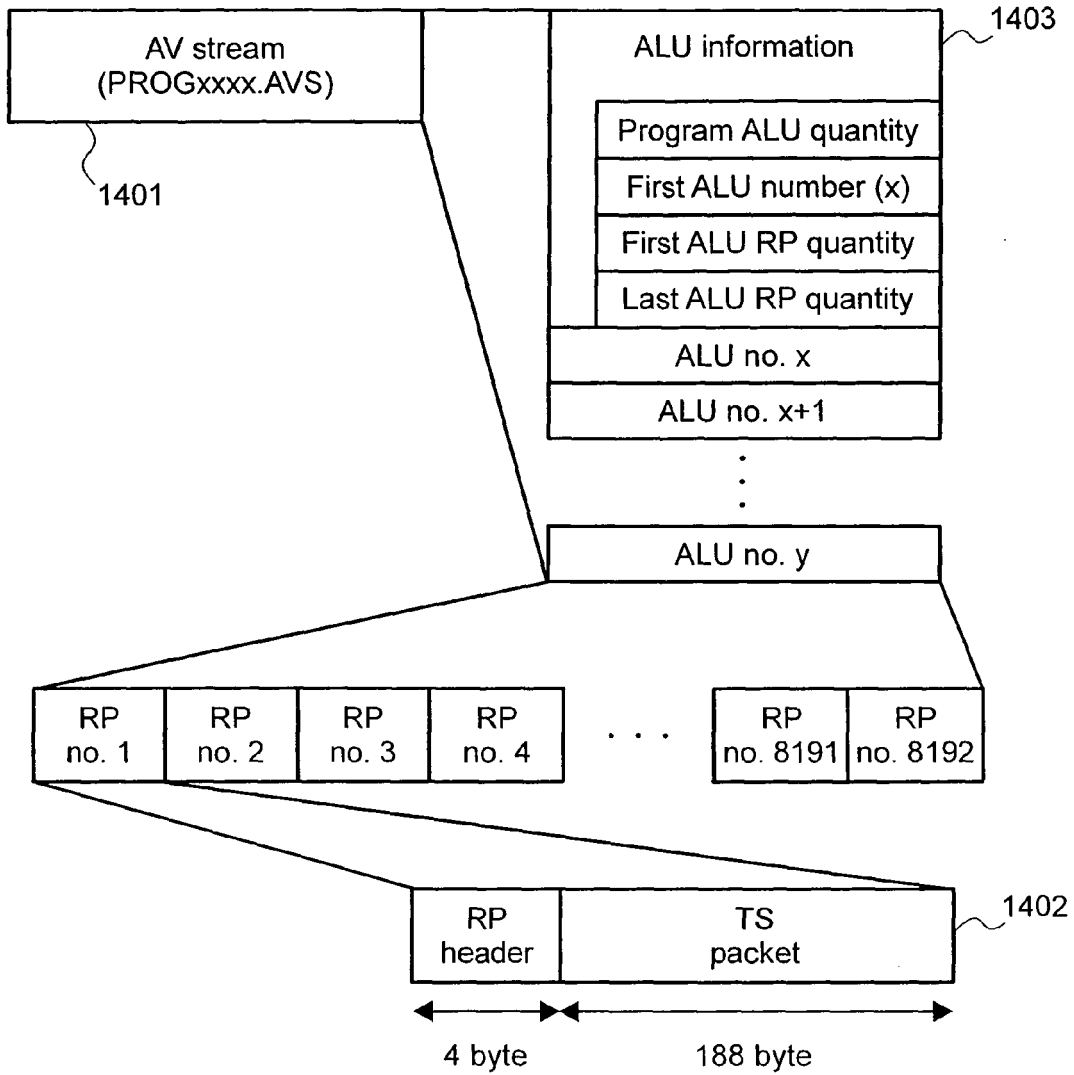 AV stream
(PROGxxxx.AVS)
1401
ALU information
1403
Program ALU quantity
First ALU number (x)
First ALU RP quantity
Last ALU RP quantity
ALU no. x
ALU no. x+1
ALU no. y
RP
no. 1
RP
no. 2
RP
no. 3
RP
no. 4
. . . .
RP
no. 8191
RP
no. 8192
RP
header
TS
packet
1402
4 byte
188 byte